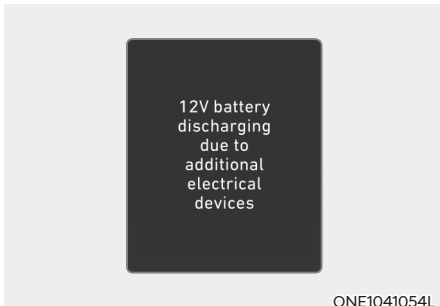 12V battery
discharging
due to
additional
electrical
devices
ONE1041054L